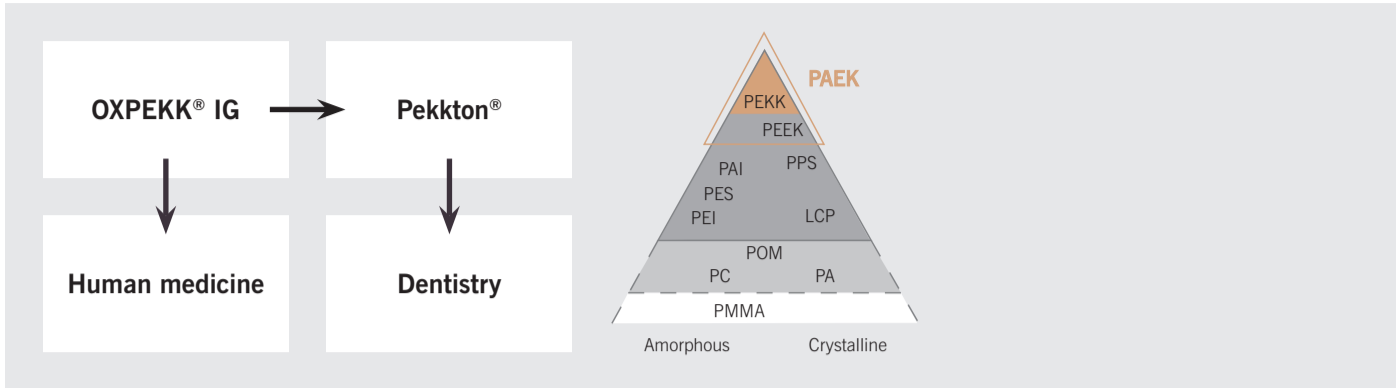 OXPEKK® IG
Pekkton®
Human medicine
Dentistry
PAEK
PEKK
PEEK
PAI
PPS
PES
PEI
LCP
POM
PC
PA
PMMA
Amorphous
Crystalline